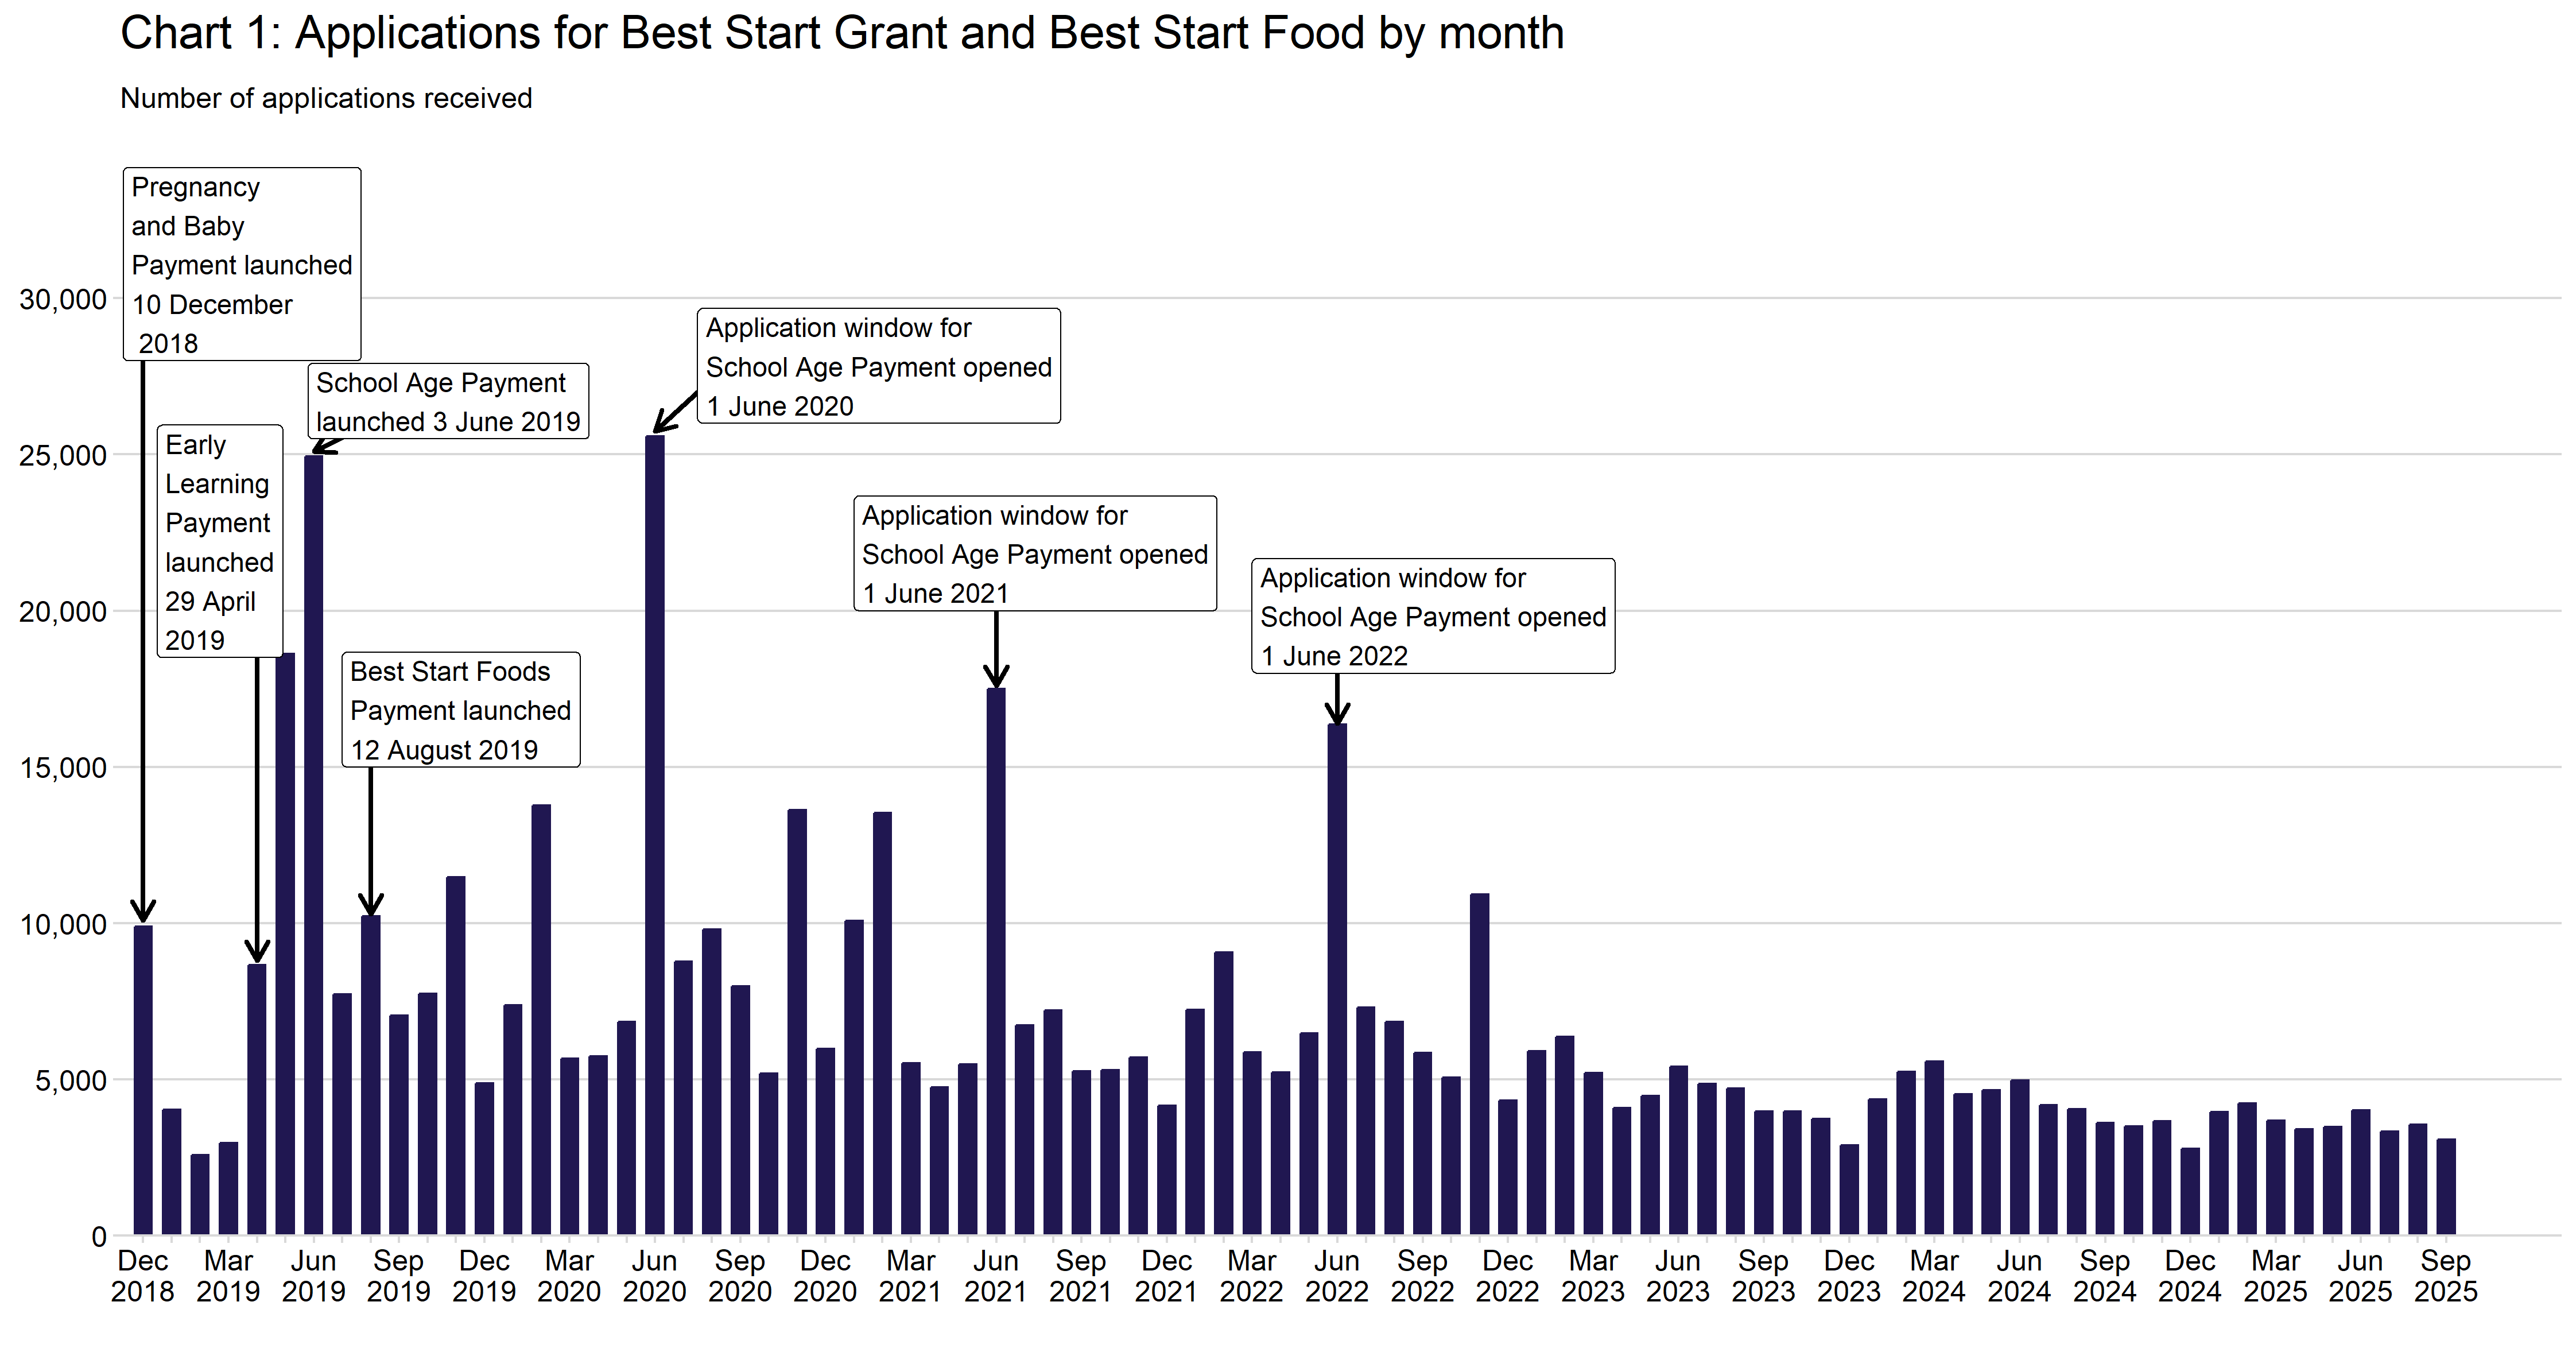 Chart 1: Applications for Best Start Grant and Best Start Food by month
Number of applications received
Pregnancy
and Baby
Payment launched
10 December
2018
School Age Payment
launched 3 June 2019
Early
Learning
Payment
launched
29 April
2019
Best Start Foods
Payment launched
12 August 2019
Application window for
School Age Payment opened
1 June 2020
Application window for
School Age Payment opened
1 June 2021
Application window for
School Age Payment opened
1 June 2022
30,000
25,000
20,000
15,000
10,000
5,000
0
Dec Mar Jun Sep Dec Mar Jun Sep Dec Mar Jun Sep Dec Mar Jun Sep Dec Mar Jun Sep Dec Mar Jun Sep Dec Mar Jun Sep
2018 2019 2019 2019 2019 2020 2020 2020 2020 2021 2021 2021 2021 2022 2022 2022 2022 2023 2023 2023 2023 2024 2024 2024 2024 2025 2025 2025